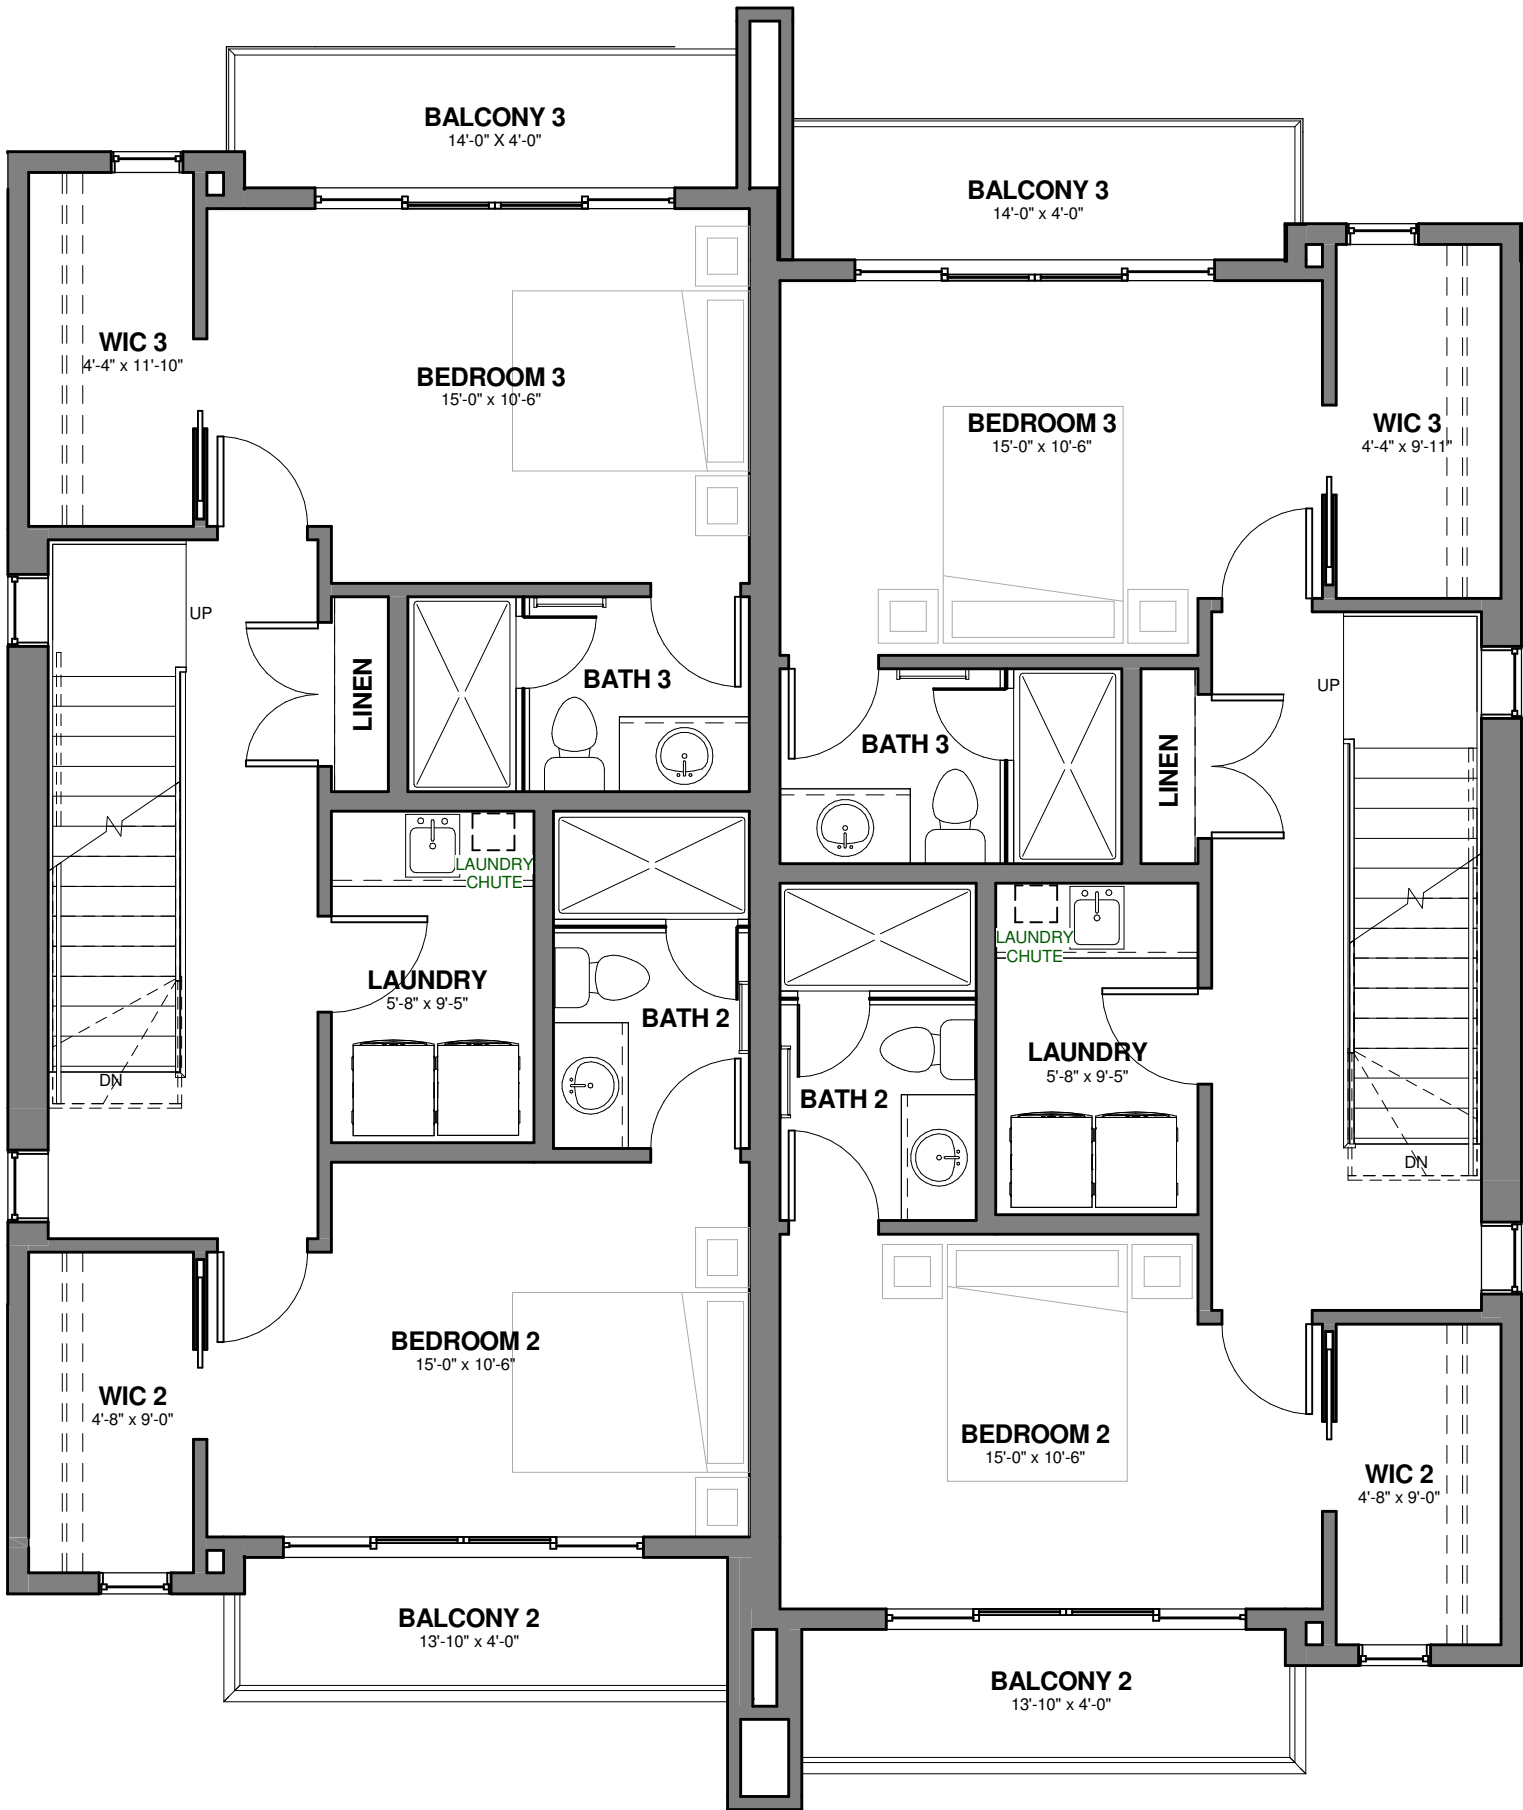 BALCONY 3
14'-0" X 4'-0"
BALCONY 3
14'-0" x 4'-0"
WIC 3
4'-4" x 11'-10"
BEDROOM 3
15'-0" x 10'-6"
BEDROOM 3
15'-0" x 10'-6"
WIC 3
4'-4" x 9'-11"
UP
LINEN
BATH 3
BATH 3
LINEN
UP
LAUNDRY
CHUTE
LAUNDRY
5'-8" x 9'-5"
BATH 2
DN
LAUNDRY
CHUTE
LAUNDRY
5'-8" x 9'-5"
BATH 2
DN
BEDROOM 2
15'-0" x 10'-6"
WIC 2
4'-8" x 9'-0"
BEDROOM 2
15'-0" x 10'-6"
WIC 2
4'-8" x 9'-0"
BALCONY 2
13'-10" x 4'-0"
BALCONY 2
13'-10" x 4'-0"